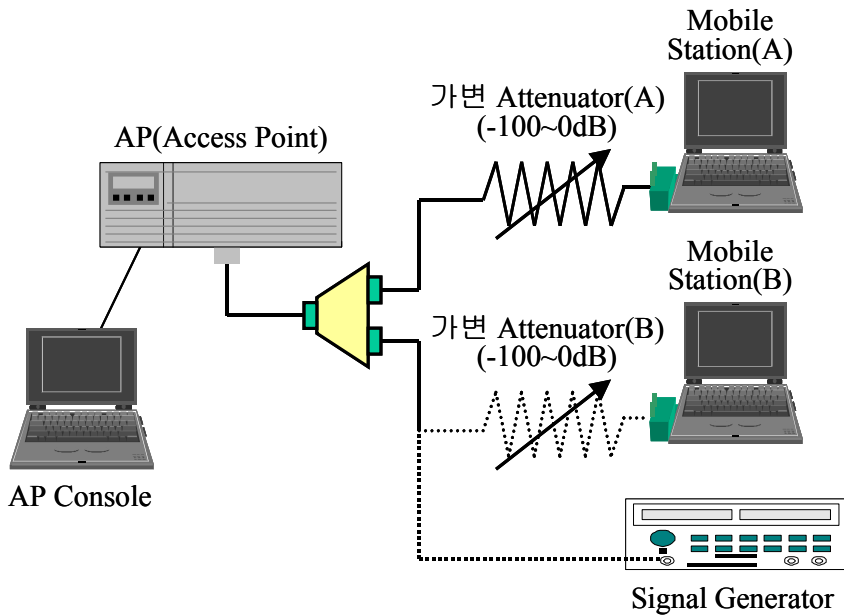 Mobile
Station(A)
가변 Attenuator(A)
(-100~0dB)
AP(Access Point)
Mobile
Station(B)
가변 Attenuator(B)
(-100~0dB)
AP Console
Signal Generator